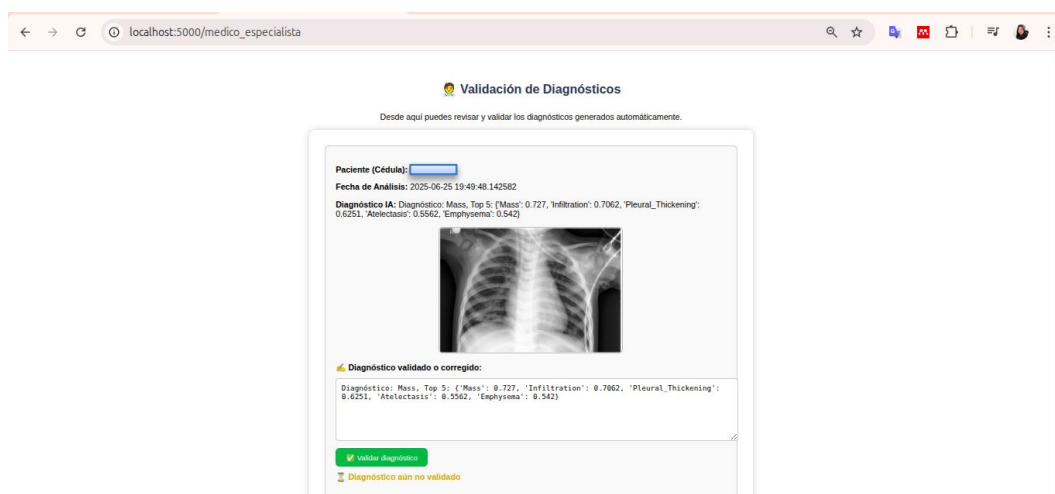 localhost:5000/medico_especialista
Validación de Diagnósticos
Desde aquí puedes revisar y validar los diagnósticos generados automáticamente.
Paciente (Cédula):
Fecha de Análisis: 2025-06-25 19:49:48.142582
Diagnóstico IA: Diagnóstico: Mass, Top 5: {'Mass': 0.727, 'Infiltration': 0.7062, 'Pleural_Thickening':
0.6251, 'Atelectasis': 0.5562, 'Emphysema': 0.542}
Diagnóstico validado o corregido:
Diagnóstico: Mass, Top 5: {'Mass': 0.727, 'Infiltration': 0.7062, 'Pleural_Thickening':
0.6251, 'Atelectasis': 0.5562, 'Emphysema': 0.542}
Validar diagnóstico
Diagnóstico aún no validado